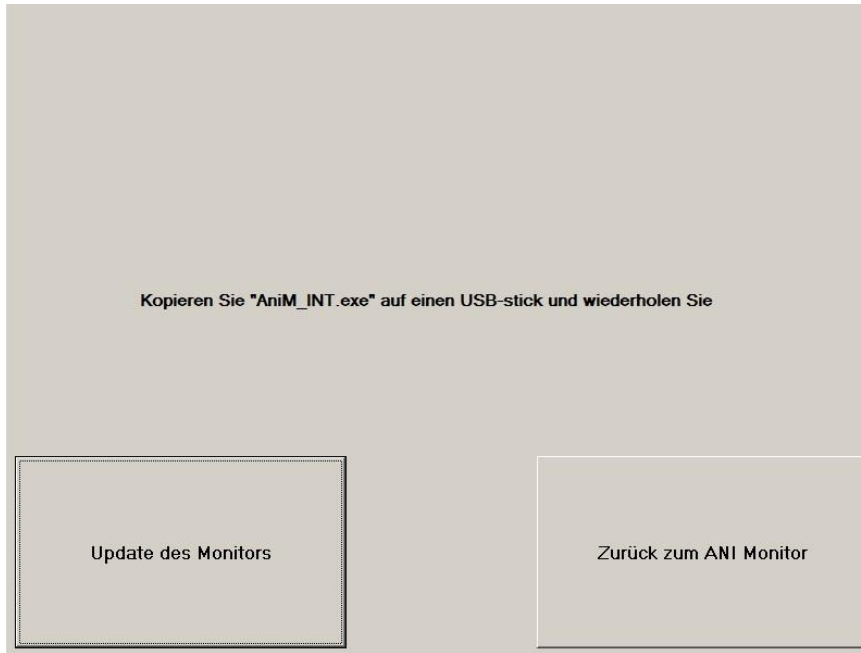 Kopieren Sie "AniM_INT.exe" auf einen USB-stick und wiederholen Sie
Update des Monitors
Zurück zum ANI Monitor